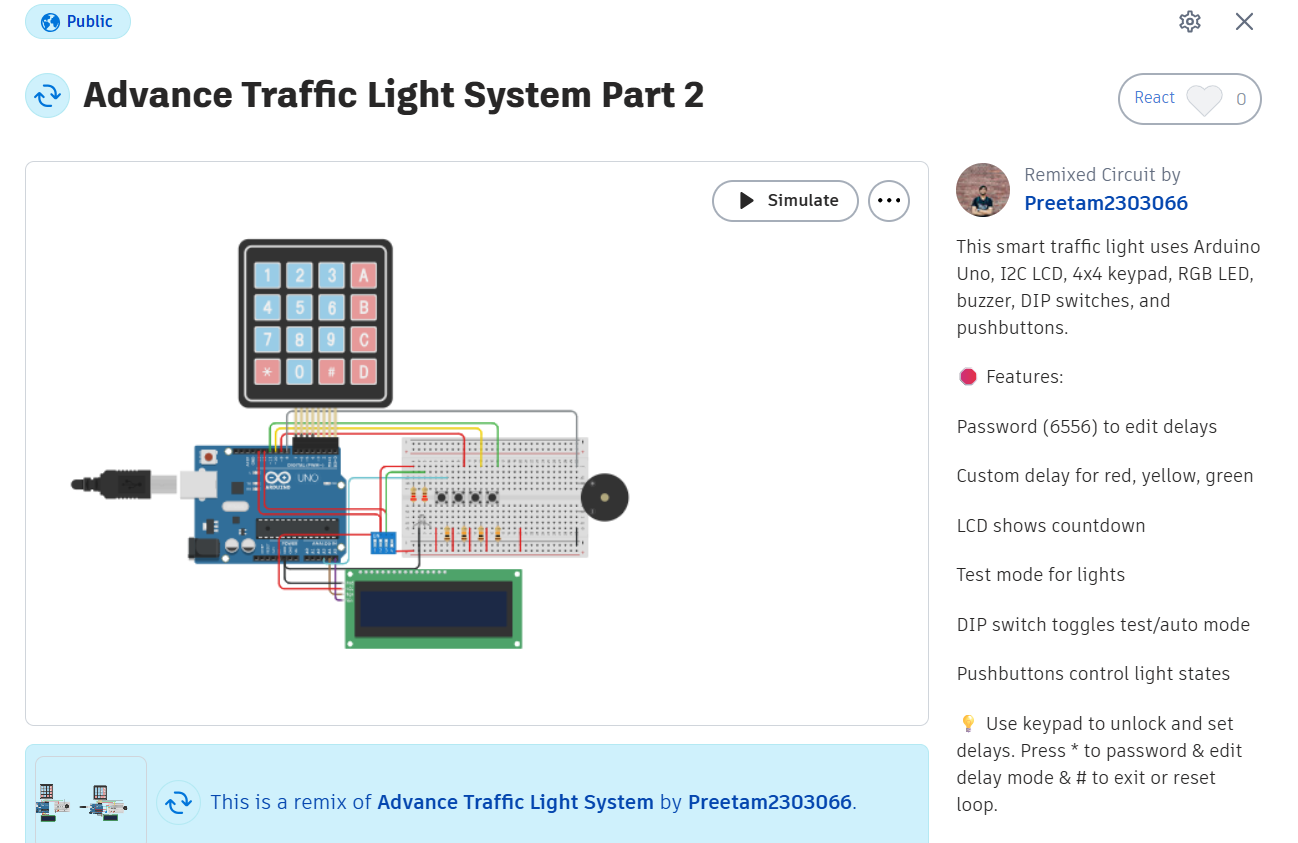 Public
Advance Traffic Light System Part 2
React 0
Simulate
Remixed Circuit by
Preetam2303066
This smart traffic light uses Arduino
Uno, I2C LCD, 4x4 keypad, RGB LED,
buzzer, DIP switches, and
pushbuttons.
Features:
Password (6556) to edit delays
Custom delay for red, yellow, green
LCD shows countdown
Test mode for lights
DIP switch toggles test/auto mode
Pushbuttons control light states
Use keypad to unlock and set
delays. Press * to password & edit
delay mode & # to exit or reset
loop.
1 2 3 A
4 5 6 B
7 8 9 C
* 0 # D
UNO
ARDUINO
This is a remix of Advance Traffic Light System by Preetam2303066.